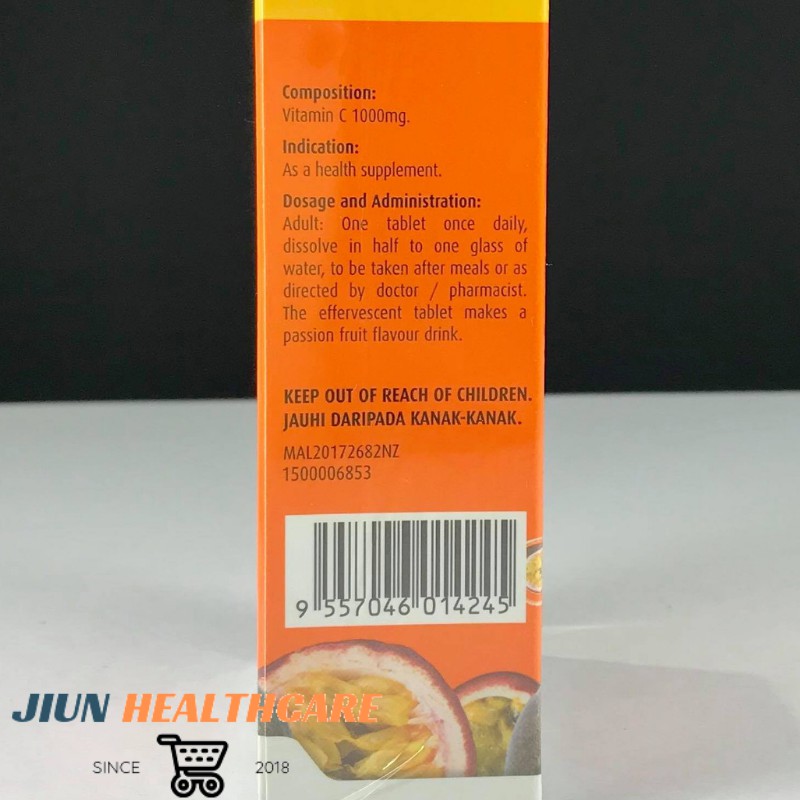 Composition:
Vitamin C 1000mg.
Indication:
As a health supplement.
Dosage and Administration:
Adult: One tablet once daily,
dissolve in half to one glass of
water, to be taken after meals or as
directed by doctor / pharmacist.
The effervescent tablet makes a
passion fruit flavour drink.
KEEP OUT OF REACH OF CHILDREN.
JAUHI DARIPADA KANAK-KANAK.
MAL20172682NZ
1500006853
9 557046 014245
JIUN HEALTHCARE
SINCE 2018